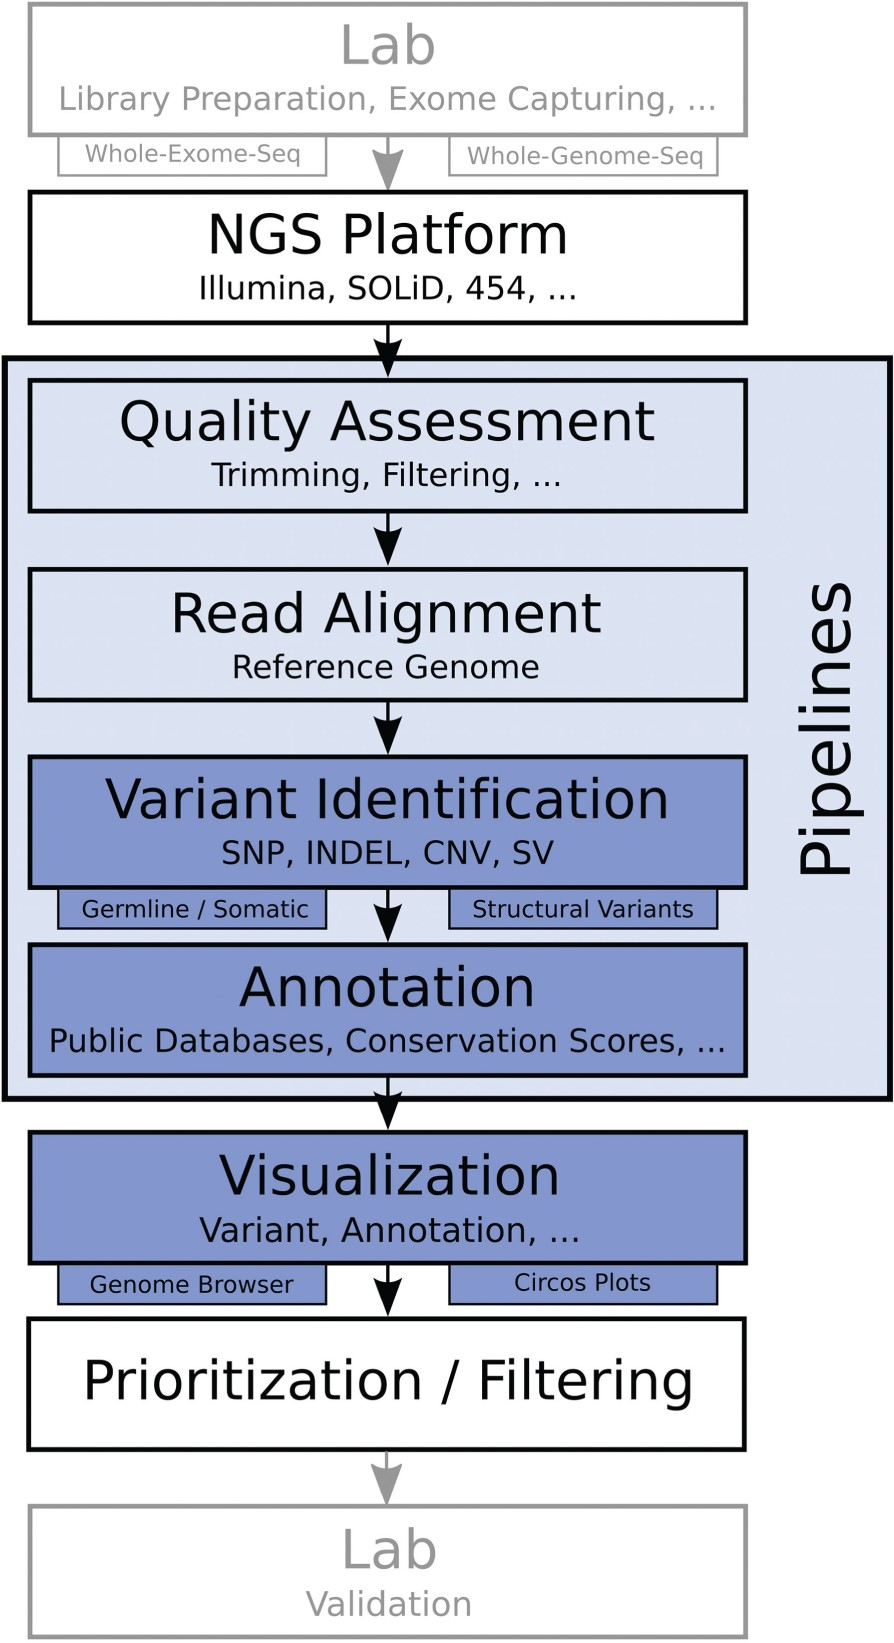 Lab
Library Preparation, Exome Capturing, ...
Whole-Exome-Seq
Whole-Genome-Seq
NGS Platform
Illumina, SOLiD, 454, ...
Quality Assessment
Trimming, Filtering, ...
Read Alignment
Reference Genome
Pipelines
Variant Identification
SNP, INDEL, CNV, SV
Germline / Somatic
Structural Variants
Annotation
Public Databases, Conservation Scores, ...
Visualization
Variant, Annotation, ...
Genome Browser
Circos Plots
Prioritization / Filtering
Lab
Validation